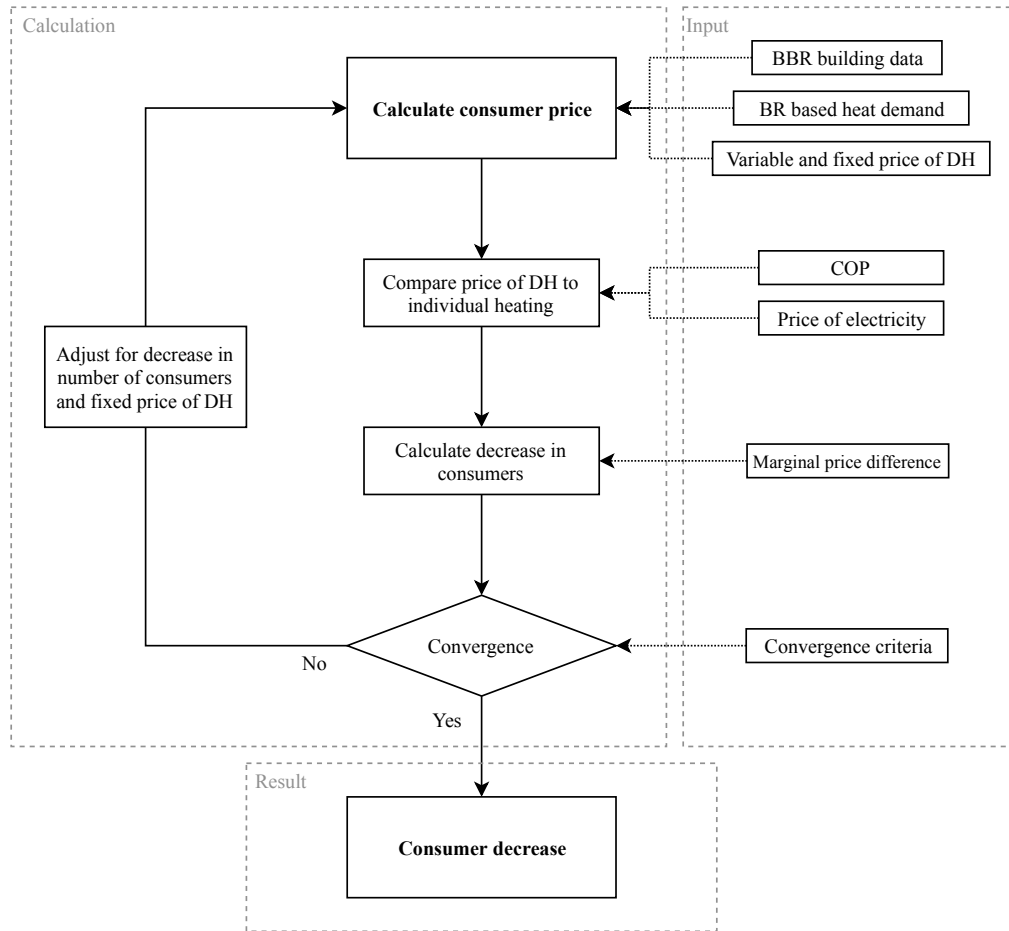 Calculation
Input
BBR building data
Calculate consumer price
BR based heat demand
Variable and fixed price of DH
Compare price of DH to
individual heating
COP
Price of electricity
Adjust for decrease in
number of consumers
and fixed price of DH
Calculate decrease in
consumers
Marginal price difference
Convergence
Convergence criteria
No
Yes
Result
Consumer decrease